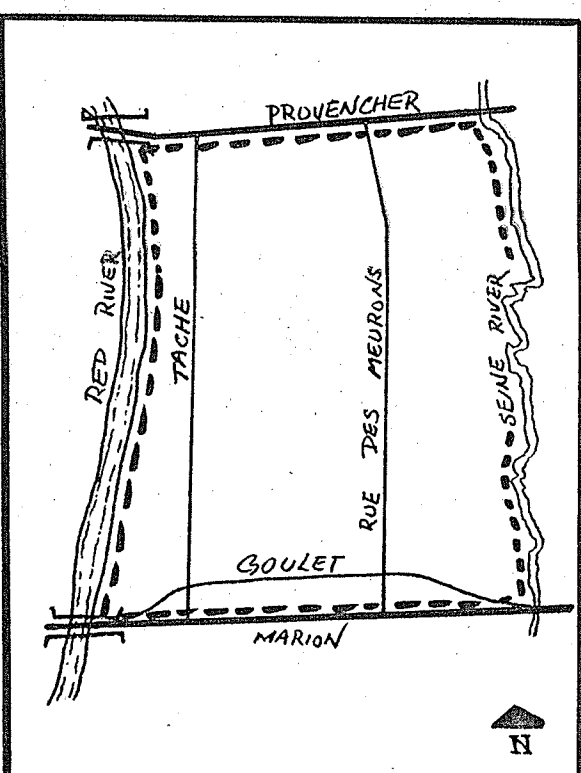 PROVENCHER
RED RIVER
TACHE
RUE DES MEURONS
SEINE RIVER
GOULET
MARION
N